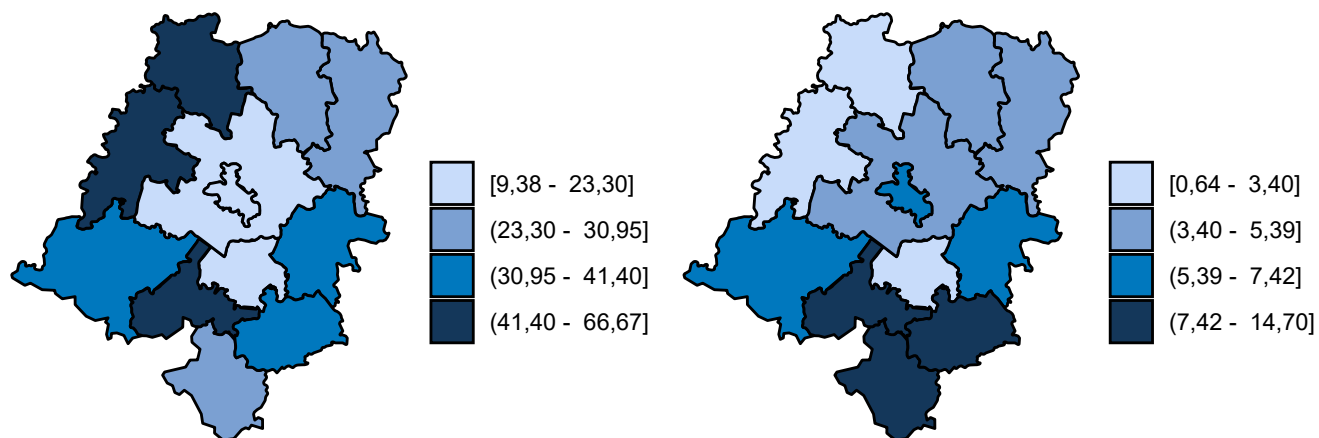 [9,38 - 23,30]
(23,30 - 30,95]
(30,95 - 41,40]
(41,40 - 66,67]
[0,64 - 3,40]
(3,40 - 5,39]
(5,39 - 7,42]
(7,42 - 14,70]